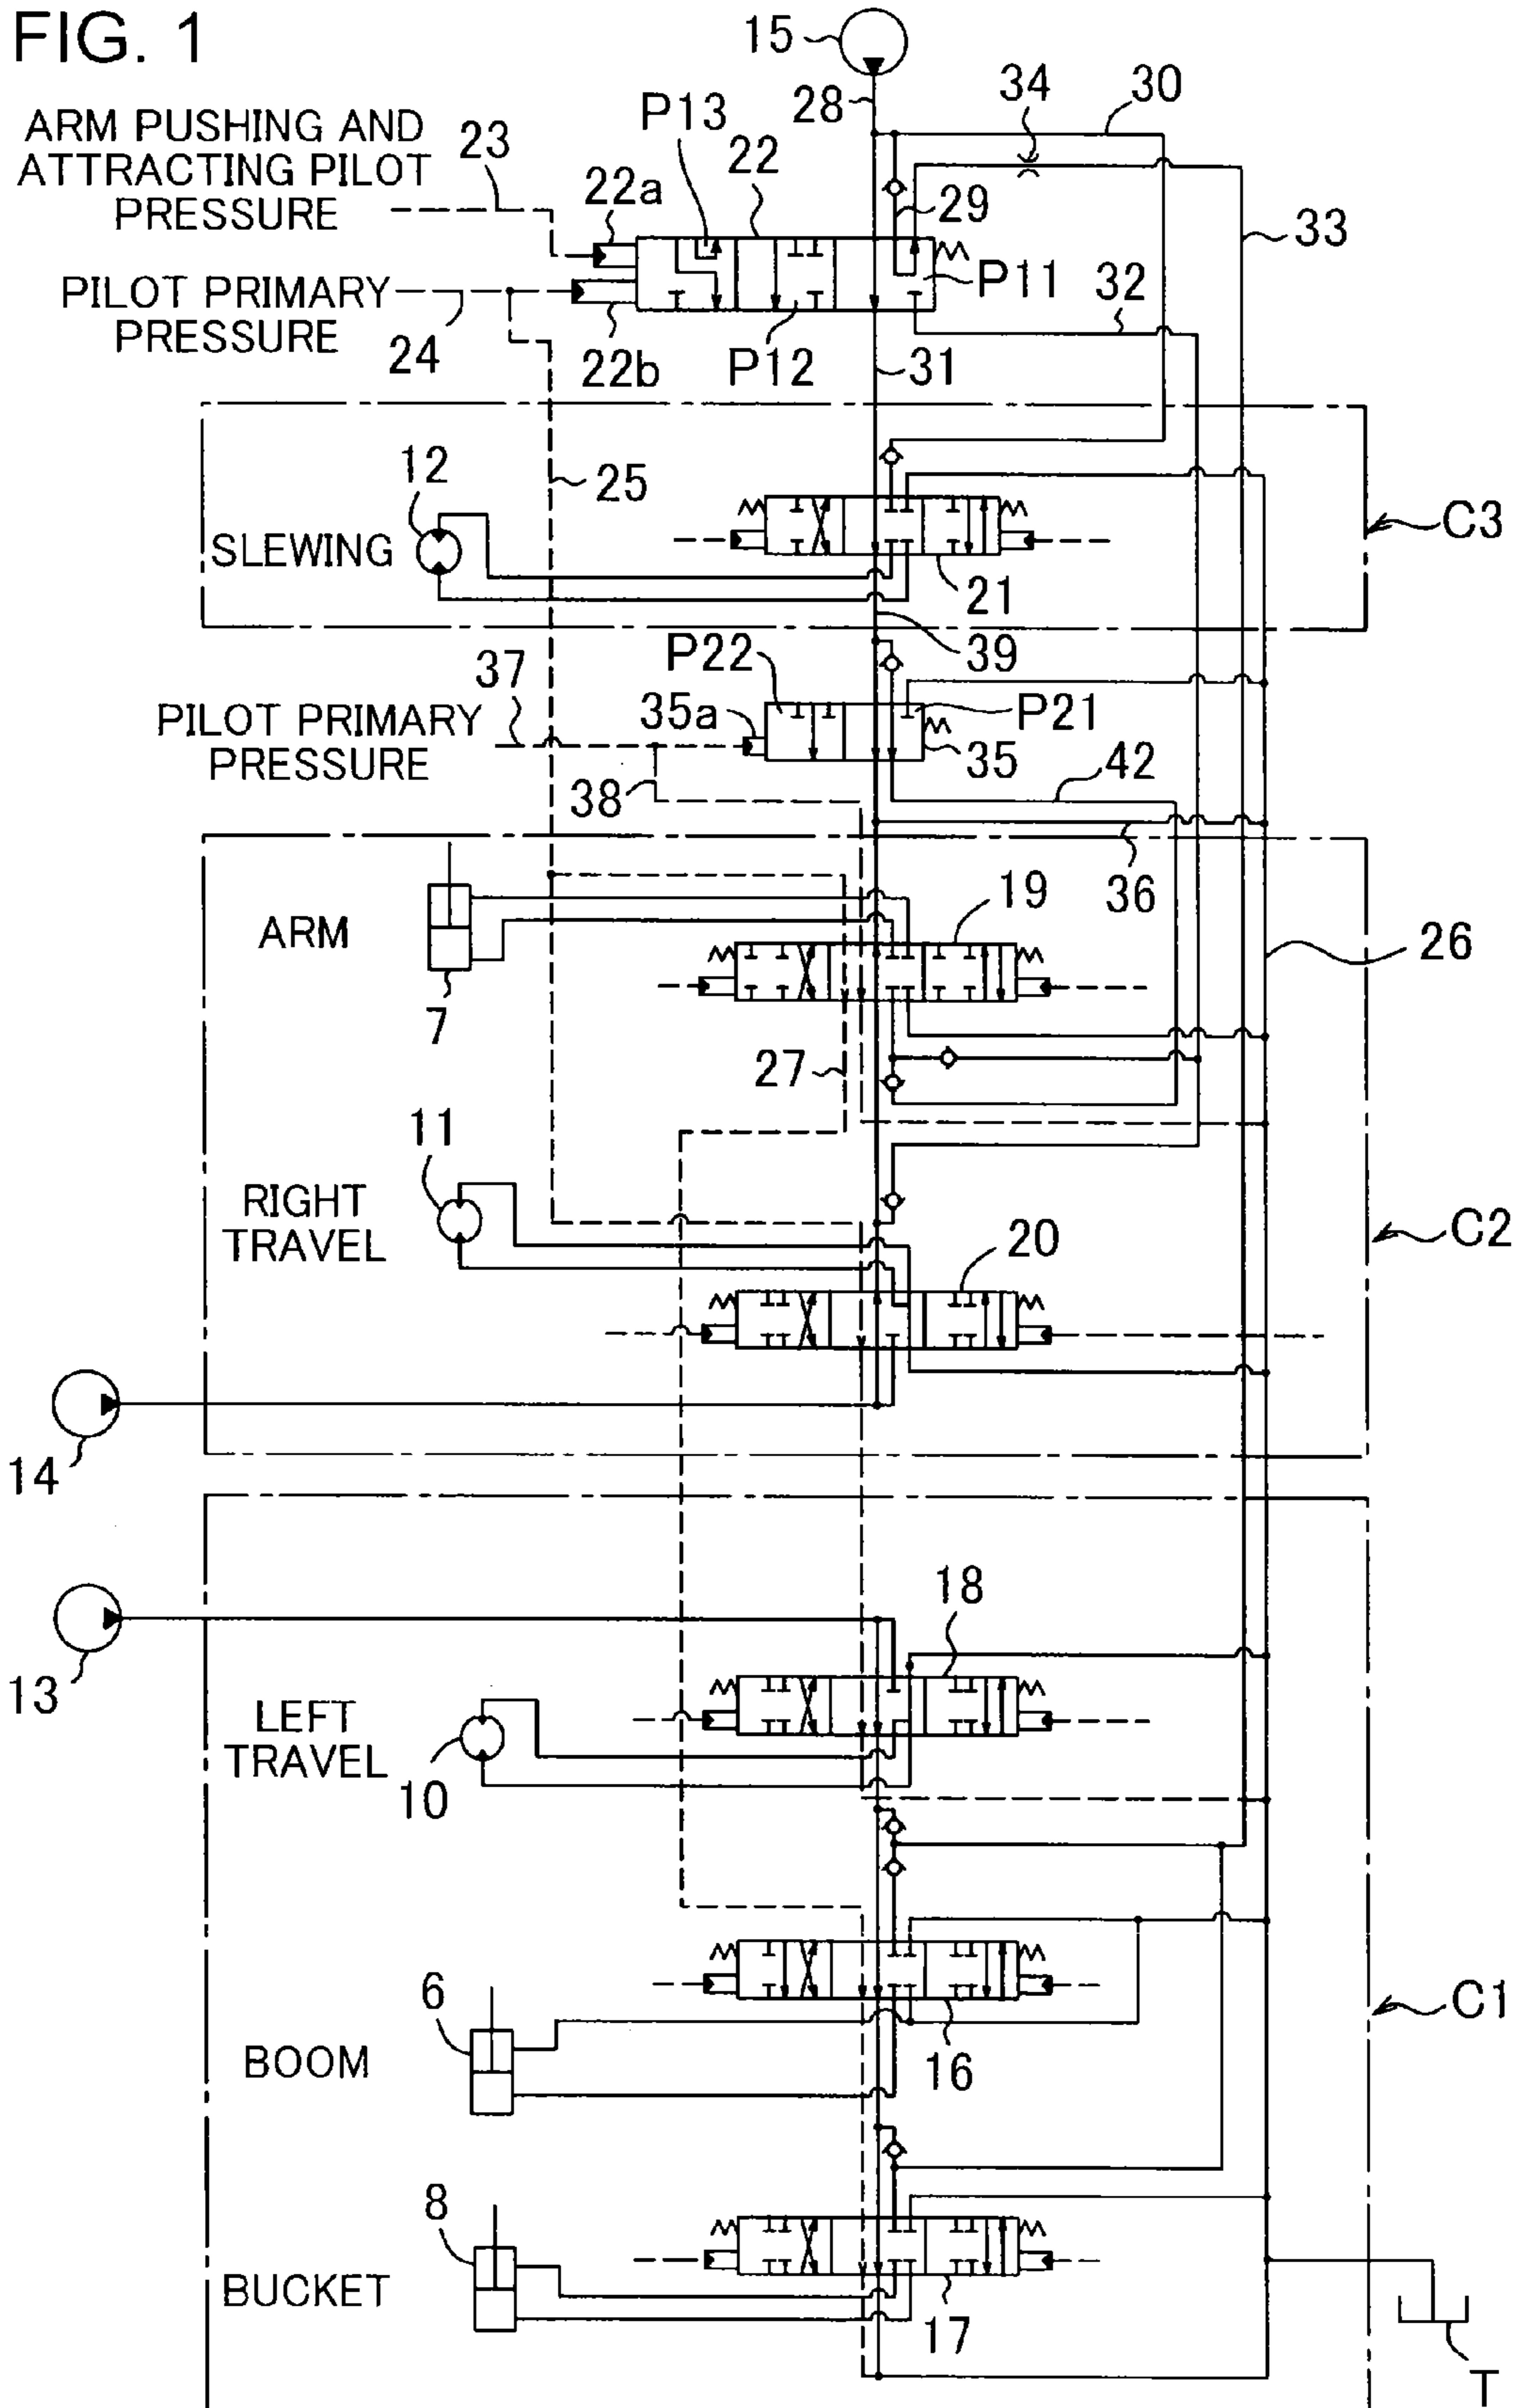 FIG. 1
15
28
34
30
P13
22
ARM PUSHING AND
ATTRACTING PILOT
PRESSURE
23
22a
29
33
P11
PILOT PRIMARY
PRESSURE
24
22b
P12
31
32
12
25
SLEWING
21
C3
39
P22
37
35a
P21
PILOT PRIMARY
PRESSURE
35
38
42
36
19
ARM
26
7
27
11
RIGHT
TRAVEL
20
C2
14
18
13
LEFT
TRAVEL
10
6
C1
BOOM
16
8
BUCKET
17
T